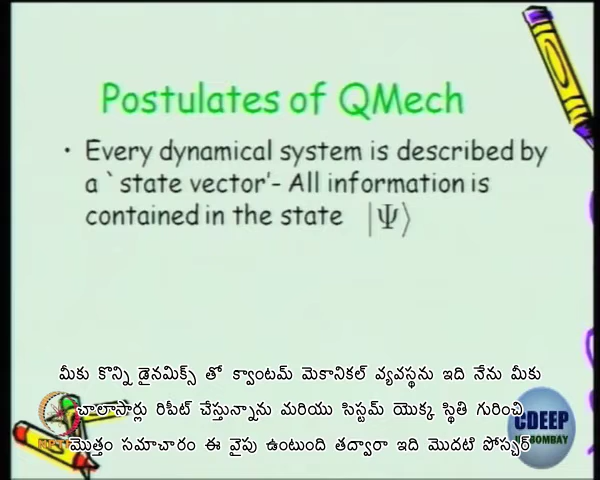 Postulates of QMech
• Every dynamical system is described by
a ` state vector'- All information is
contained in the state |Ψ⟩
మీకు కొన్ని డైనమిక్స్ తో క్వాంటమ్ మెకానికల్ వ్యవస్థను ఇది నేను మీకు
చాలాసార్లు రిపీట్ చేస్తున్నాను మరియు సిస్టమ్ యొక్క స్థితి గురించి
మొత్తం సమాచారం ఈ వైపు ఉంటుంది తద్వారా ఇది మొదటి పోస్చర్
CDEEP
BOMBAY